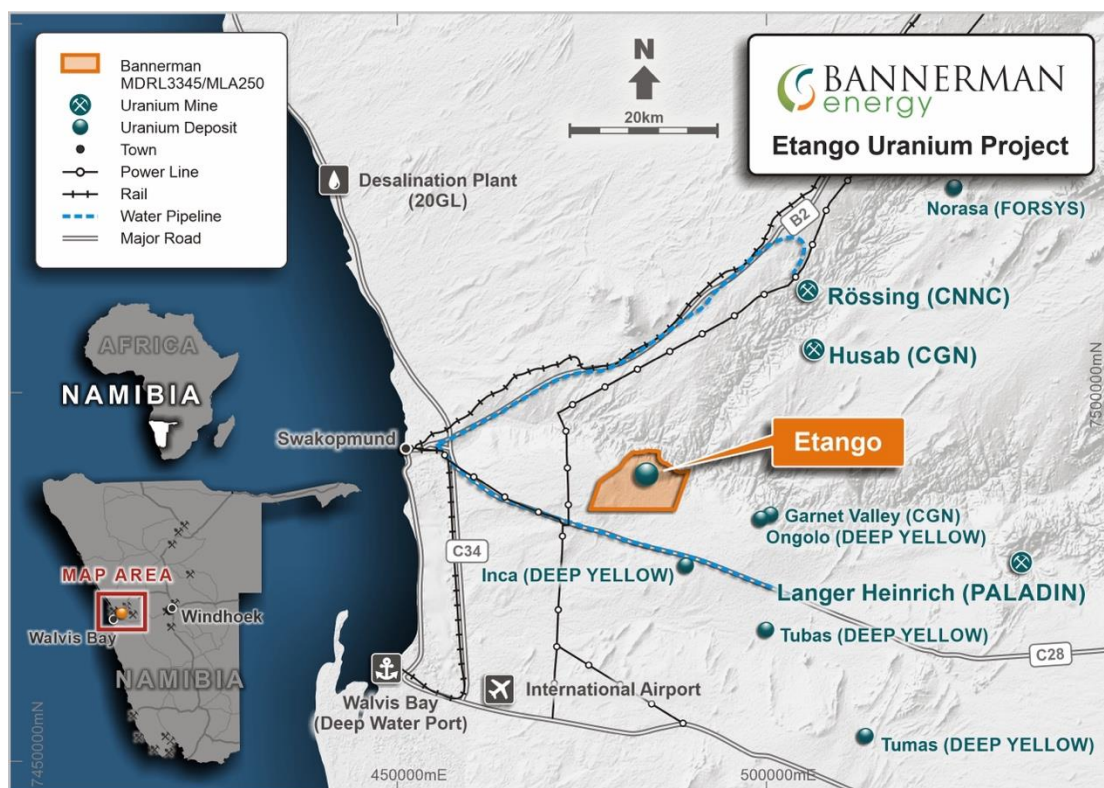 Bannerman
MDRL3345/MLA250
Uranium Mine
Uranium Deposit
Town
Power Line
Rail
Water Pipeline
Major Road
N
20km
BANNERMAN
energy
Etango Uranium Project
Desalination Plant
(20GL)
B2
Norasa (FORSYS)
Rössing (CNNC)
Husab (CGN)
7500000mN
AFRICA
NAMIBIA
Swakopmund
Etango
Garnet Valley (CGN)
Ongolo (DEEP YELLOW)
C34
Inca (DEEP YELLOW)
Langer Heinrich (PALADIN)
MAP AREA
Windhoek
Walvis Bay
NAMIBIA
Tubas (DEEP YELLOW)
C28
Walvis Bay
(Deep Water Port)
International Airport
Tumas (DEEP YELLOW)
7450000mN
450000mE
500000mE